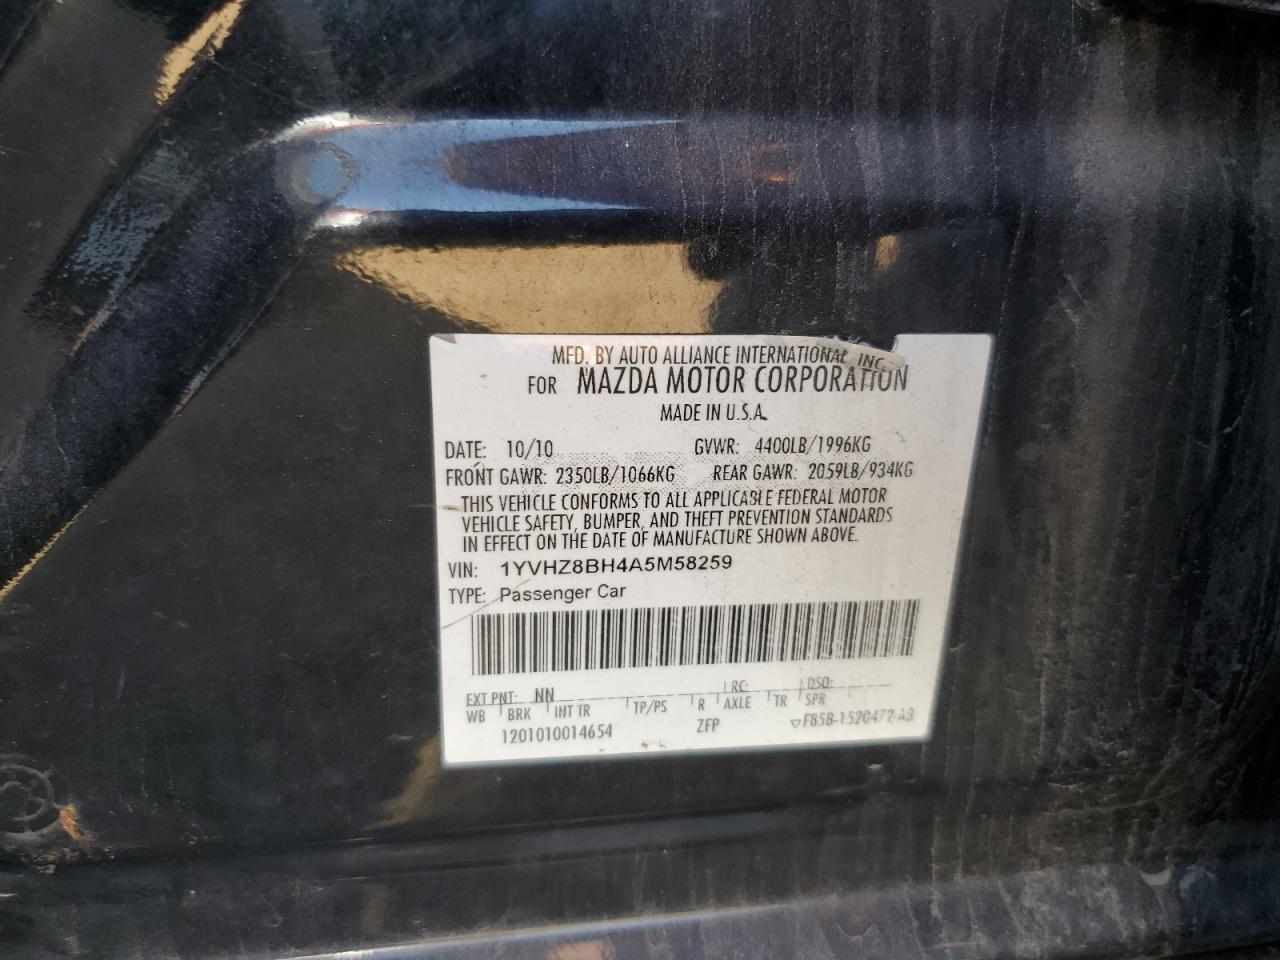 MFD. BY AUTO ALLIANCE INTERNATIONAL INC.
FOR MAZDA MOTOR CORPORATION
MADE IN U.S.A.
DATE: 10/10 GVWR: 4400LB/1996KG
FRONT GAWR: 2350LB/1066KG REAR GAWR: 2059LB/934KG
THIS VEHICLE CONFORMS TO ALL APPLICABLE FEDERAL MOTOR
VEHICLE SAFETY, BUMPER, AND THEFT PREVENTION STANDARDS
IN EFFECT ON THE DATE OF MANUFACTURE SHOWN ABOVE.
VIN: 1YVHZ8BH4A5M58259
TYPE: Passenger Car
EXT PNT: NN RC: DSO:
WB BRK INT TR TP/PS R AXLE TR SPR
1201010014654 ZFP F85B-1520472-AB